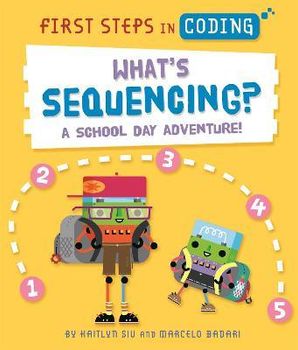 FIRST STEPS IN CODING
WHAT'S
SEQUENCING?
A SCHOOL DAY ADVENTURE!
1
2
3
4
5
BY KAITLYN SIU AND MARCELO BADARI